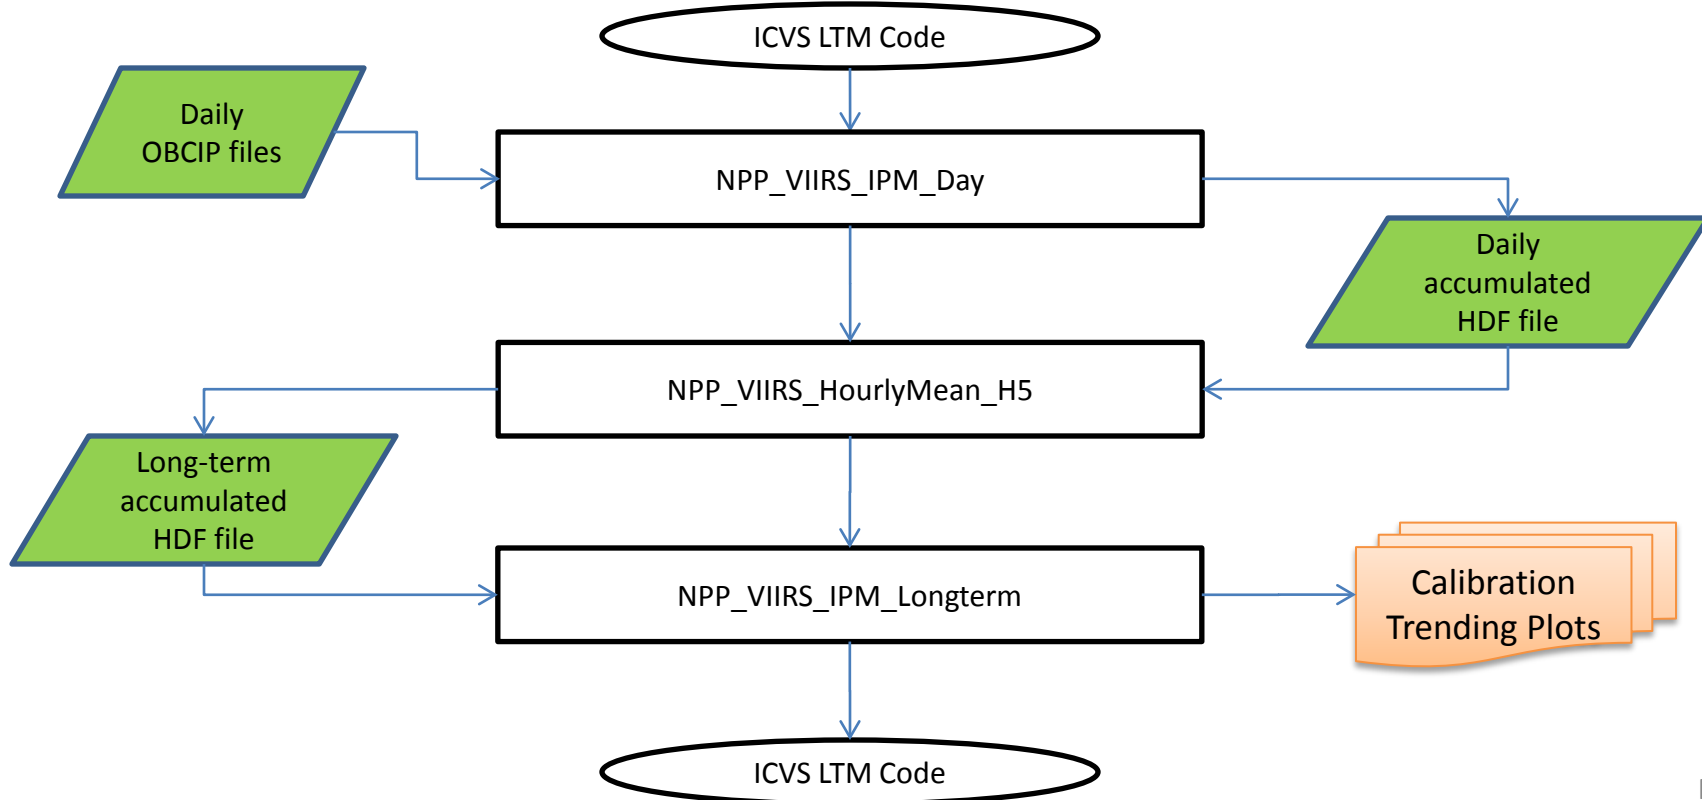 ICVS LTM Code
Daily
OBCIP files
NPP_VIIRS_IPM_Day
Daily
accumulated
HDF file
NPP_VIIRS_HourlyMean_H5
Long-term
accumulated
HDF file
NPP_VIIRS_IPM_Longterm
Calibration
Trending Plots
ICVS LTM Code